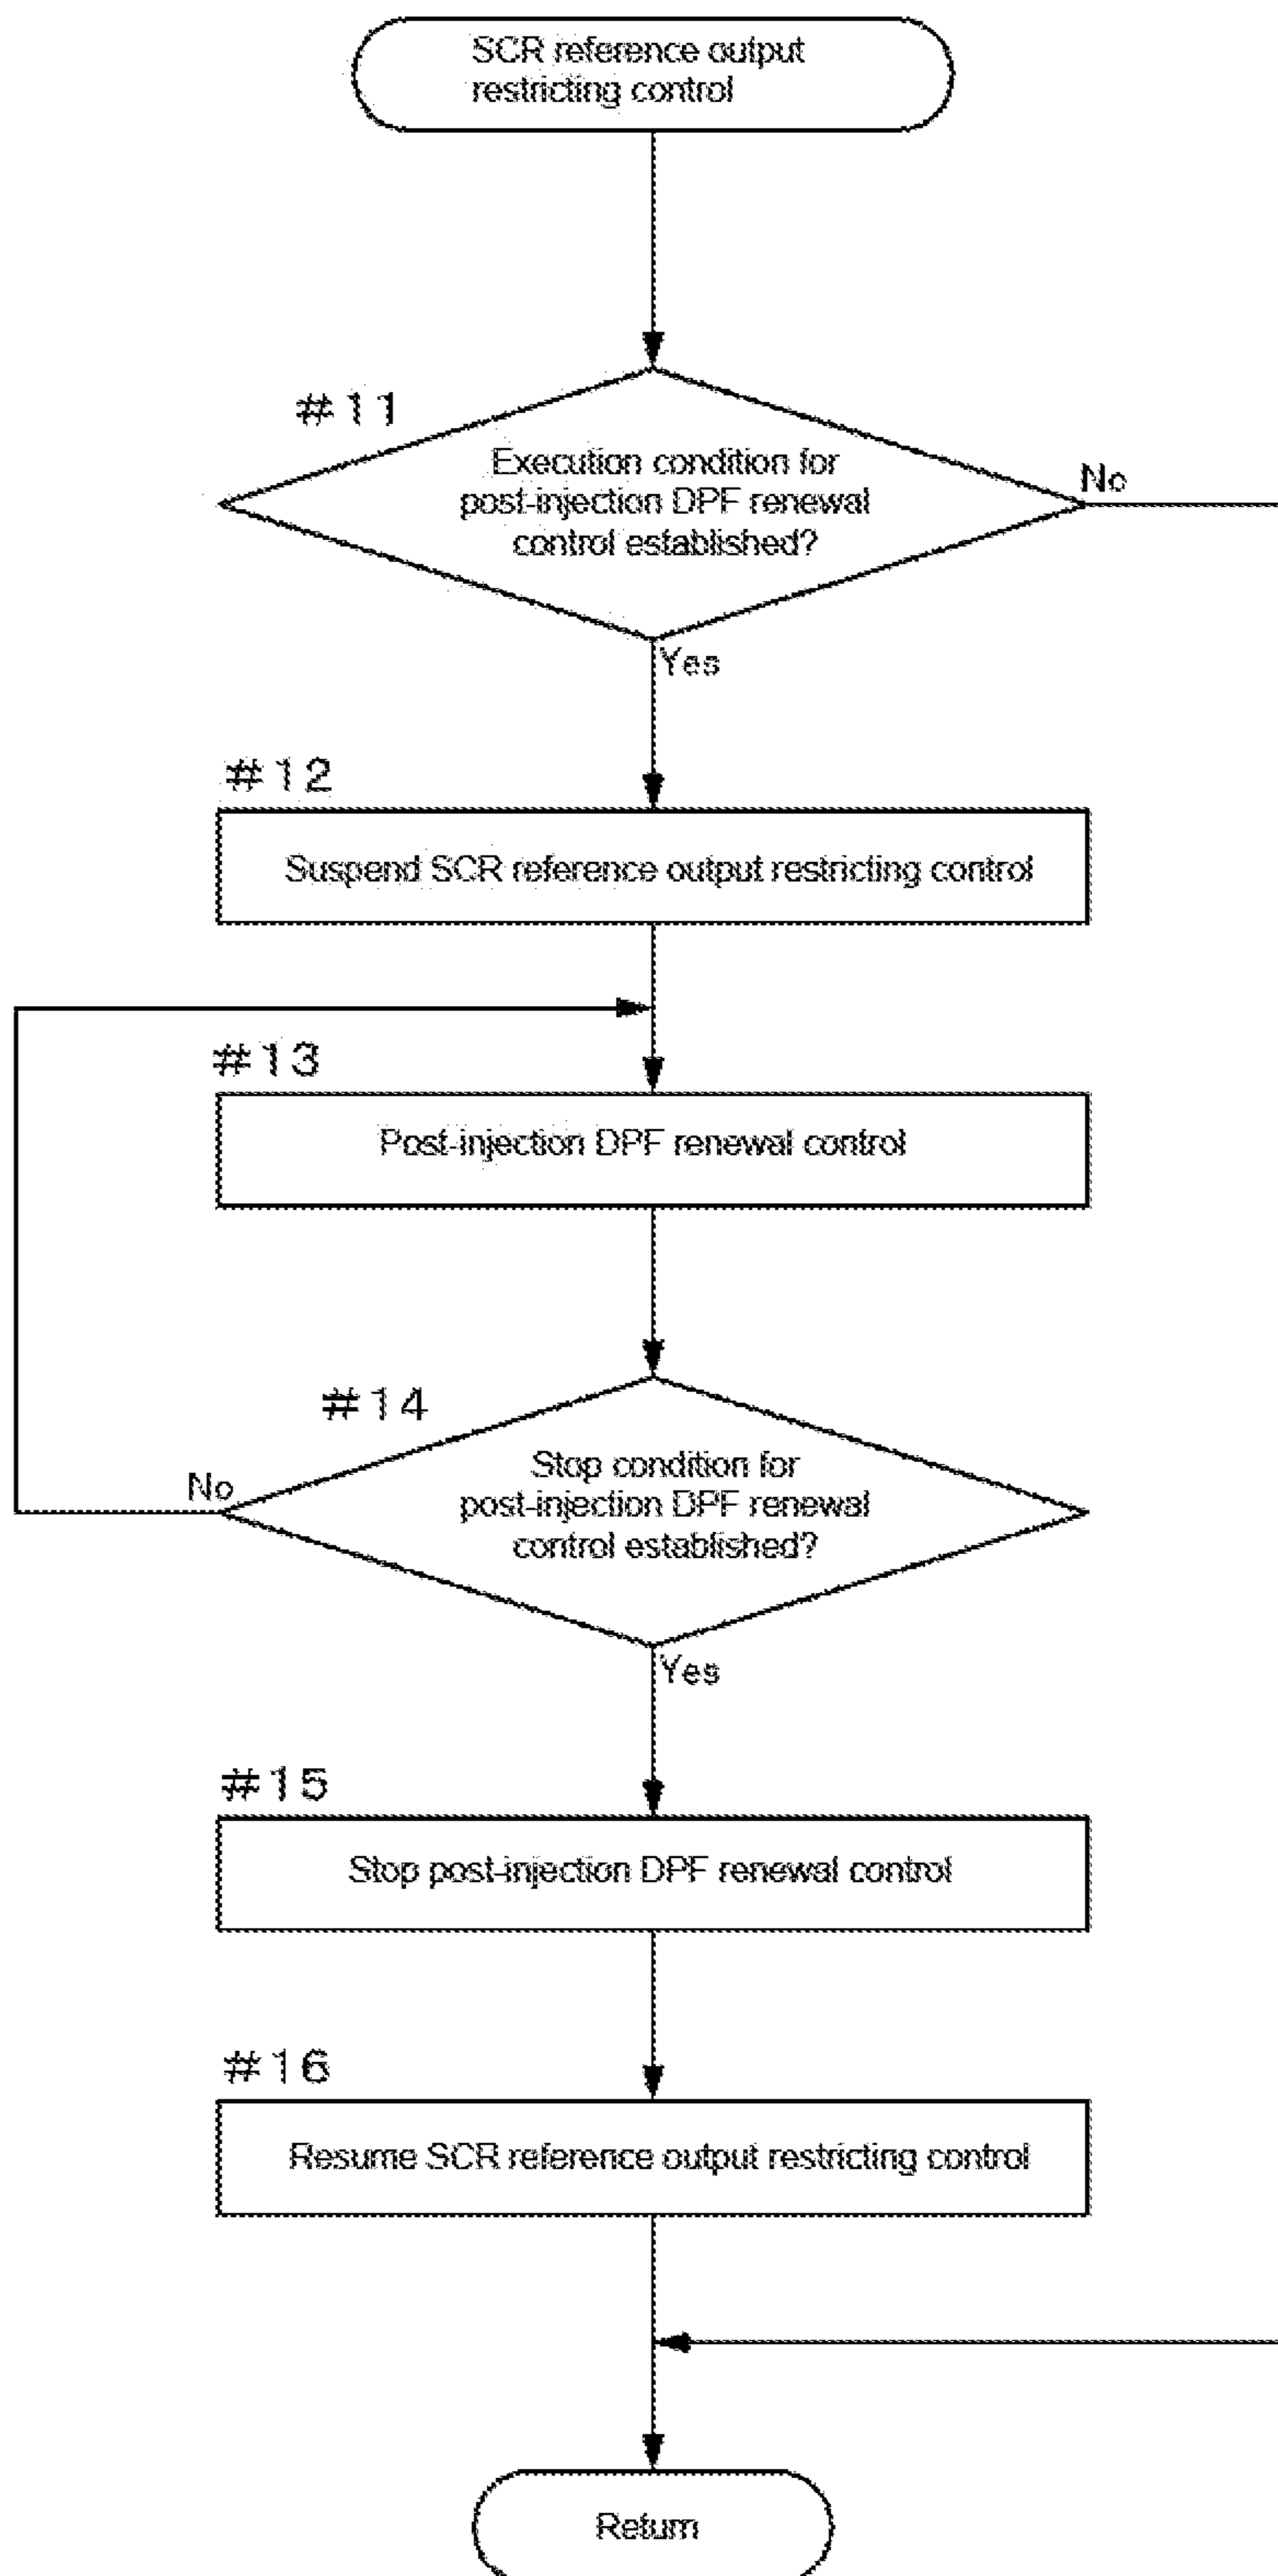 SCR reference output
restricting control
#11
Execution condition for
post-injection DPF renewal
control established?
No
Yes
#12
Suspend SCR reference output restricting control
#13
Post-injection DPF renewal control
#14
Stop condition for
post-injection DPF renewal
control established?
No
Yes
#15
Stop post-injection DPF renewal control
#16
Resume SCR reference output restricting control
Return